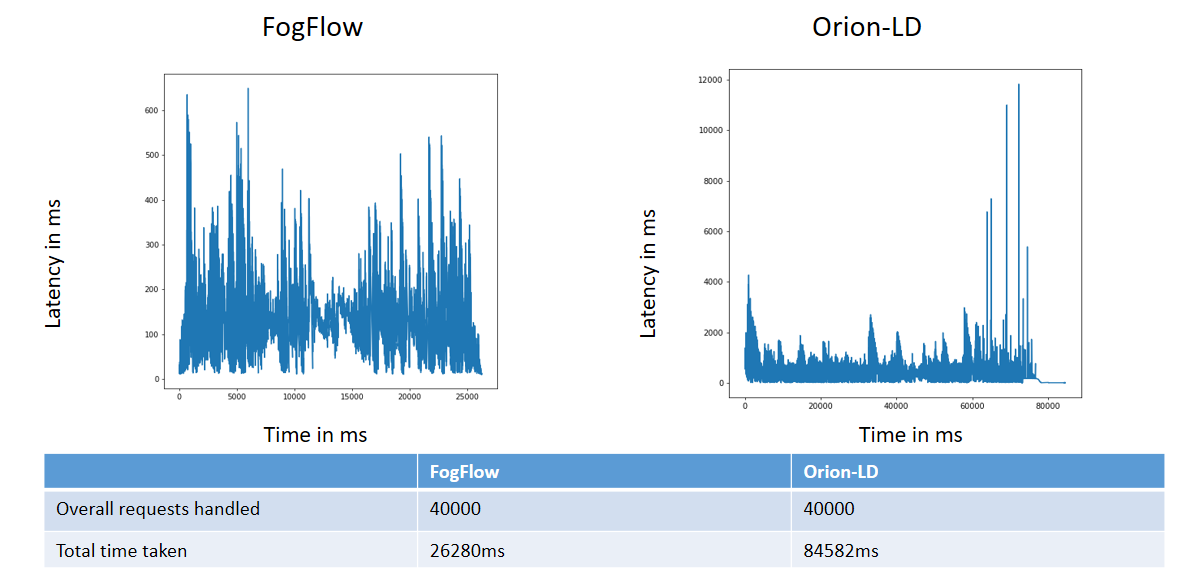 FogFlow
Orion-LD
Latency in ms
600
500
400
300
200
100
0
0 5000 10000 15000 20000 25000
Time in ms
Latency in ms
12000
10000
8000
6000
4000
2000
0
0 20000 40000 60000 80000
Time in ms
FogFlow Orion-LD
Overall requests handled 40000 40000
Total time taken 26280ms 84582ms